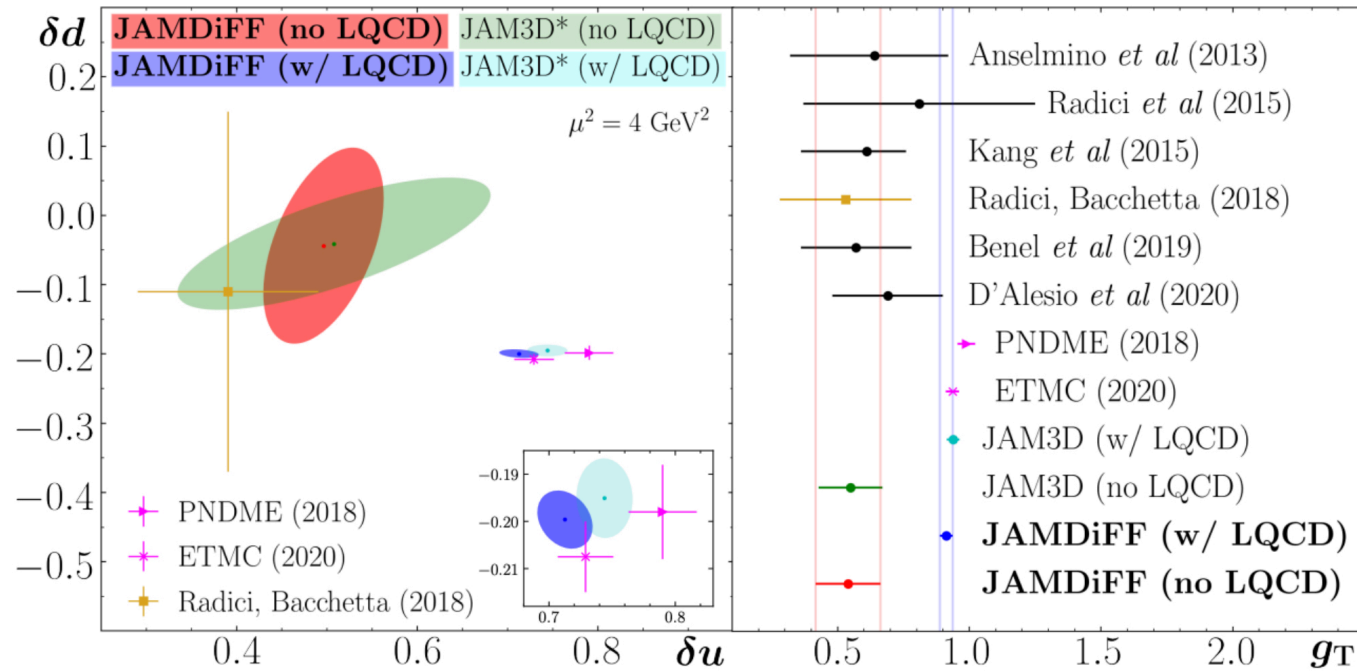 δd
JAMDiFF (no LQCD) JAM3D* (no LQCD)
JAMDiFF (w/ LQCD) JAM3D* (w/ LQCD)
μ² = 4 GeV²
0.2
0.1
0.0
−0.1
−0.2
−0.3
−0.4
−0.5
PNDME (2018)
ETMC (2020)
Radici, Bacchetta (2018)
−0.19
−0.20
−0.21
0.7 0.8
0.4 0.6 0.8 δu
Anselmino et al (2013)
Radici et al (2015)
Kang et al (2015)
Radici, Bacchetta (2018)
Benel et al (2019)
D'Alesio et al (2020)
PNDME (2018)
ETMC (2020)
JAM3D (w/ LQCD)
JAM3D (no LQCD)
JAMDiFF (w/ LQCD)
JAMDiFF (no LQCD)
0.5 1.0 1.5 2.0 gT